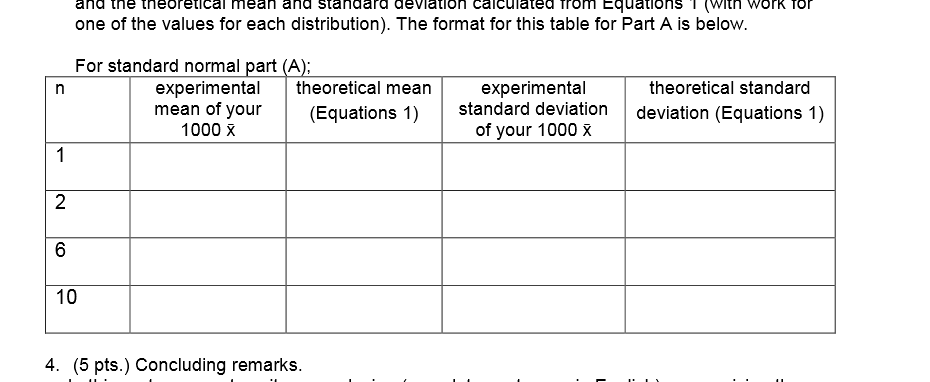 and the theoretical mean and standard deviation calculated from Equations 1 (with work for
one of the values for each distribution). The format for this table for Part A is below.
For standard normal part (A);
n
experimental
mean of your
1000 x̄
theoretical mean
(Equations 1)
experimental
standard deviation
of your 1000 x̄
theoretical standard
deviation (Equations 1)
1
2
6
10
4. (5 pts.) Concluding remarks.